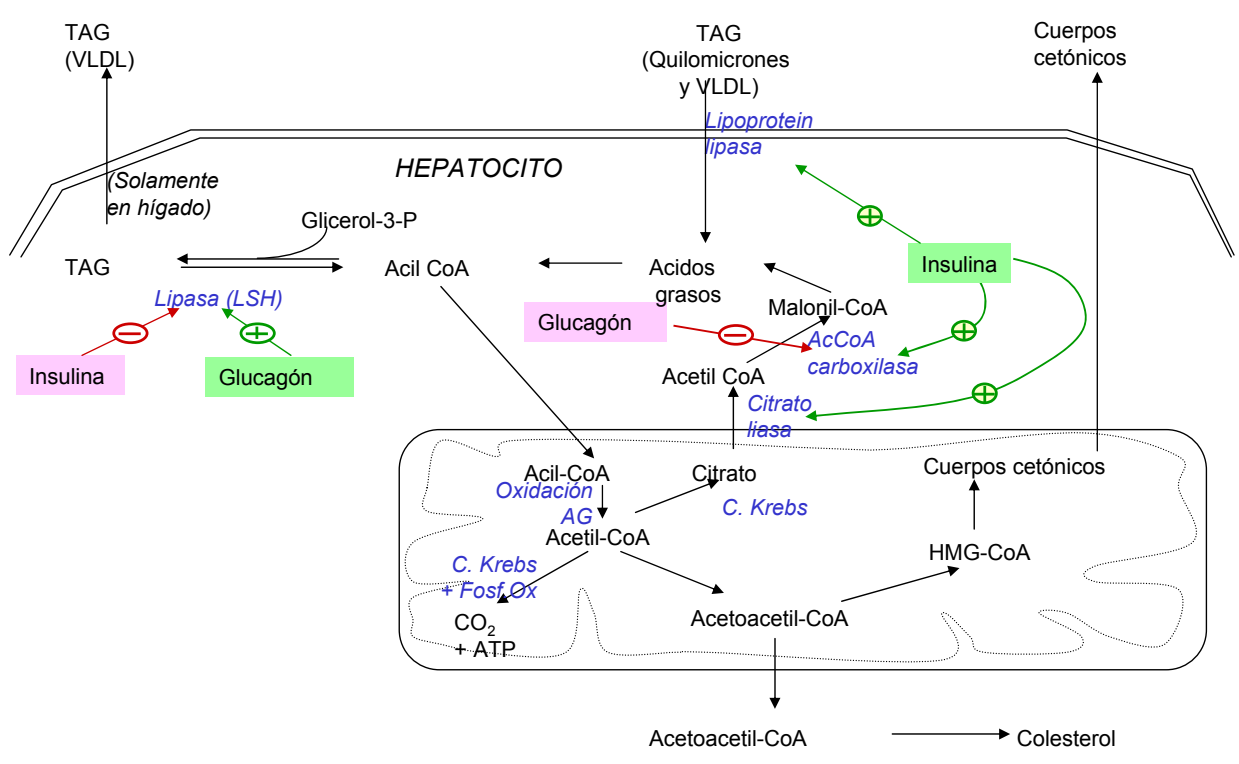 TAG
(VLDL)
TAG
(Quilomicrones
y VLDL)
Cuerpos
cetónicos
Lipoprotein
lipasa
HEPATOCITO
(Solamente
en hígado)
Glicerol-3-P
TAG
Acil CoA
Acidos
grasos
Insulina
Lipasa (LSH)
Malonil-CoA
Glucagón
AcCoA
carboxilasa
Insulina
Glucagón
Acetil CoA
Citrato
liasa
Acil-CoA
Citrato
Cuerpos cetónicos
Oxidación
AG
C. Krebs
Acetil-CoA
HMG-CoA
C. Krebs
+ Fosf.Ox
Acetoacetil-CoA
CO2
+ ATP
Acetoacetil-CoA
Colesterol